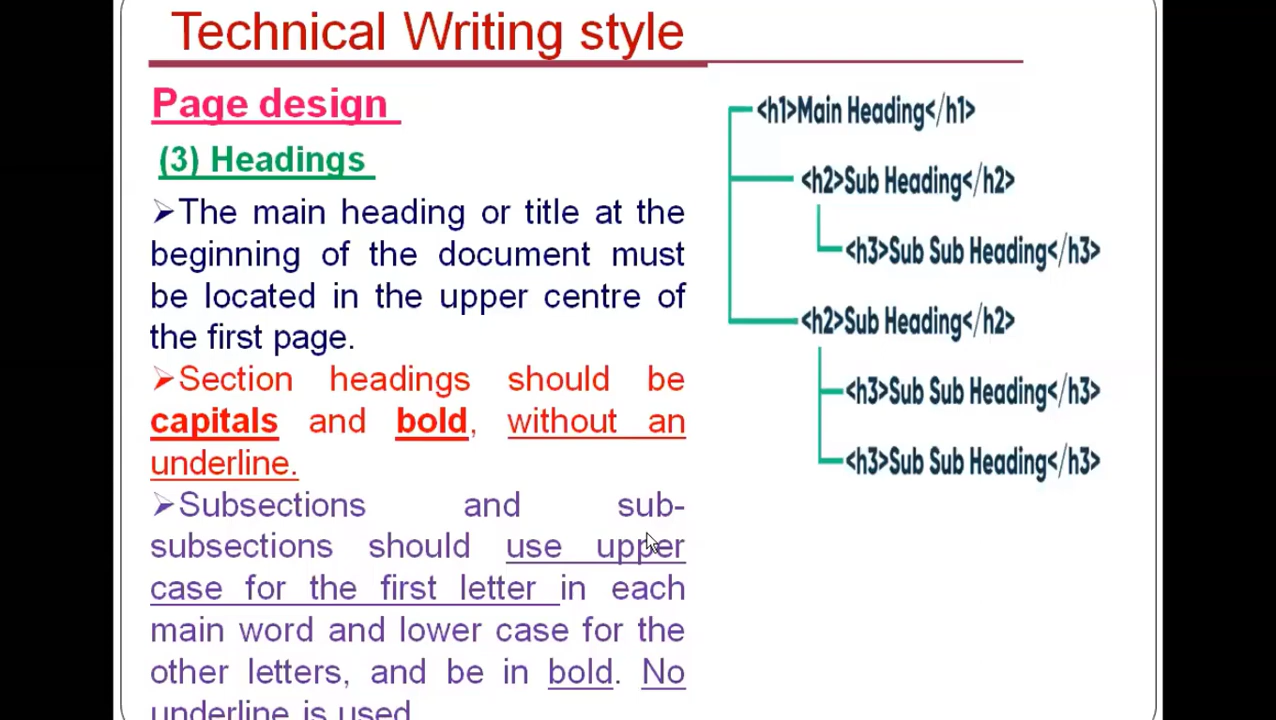 Technical Writing style
Page design
(3) Headings
➢The main heading or title at the
beginning of the document must
be located in the upper centre of
the first page.
➢Section headings should be
capitals and bold, without an
underline.
➢Subsections and sub-
subsections should use upper
case for the first letter in each
main word and lower case for the
other letters, and be in bold. No
underline is used
<h1>Main Heading</h1>
<h2>Sub Heading</h2>
<h3>Sub Sub Heading</h3>
<h2>Sub Heading</h2>
<h3>Sub Sub Heading</h3>
<h3>Sub Sub Heading</h3>